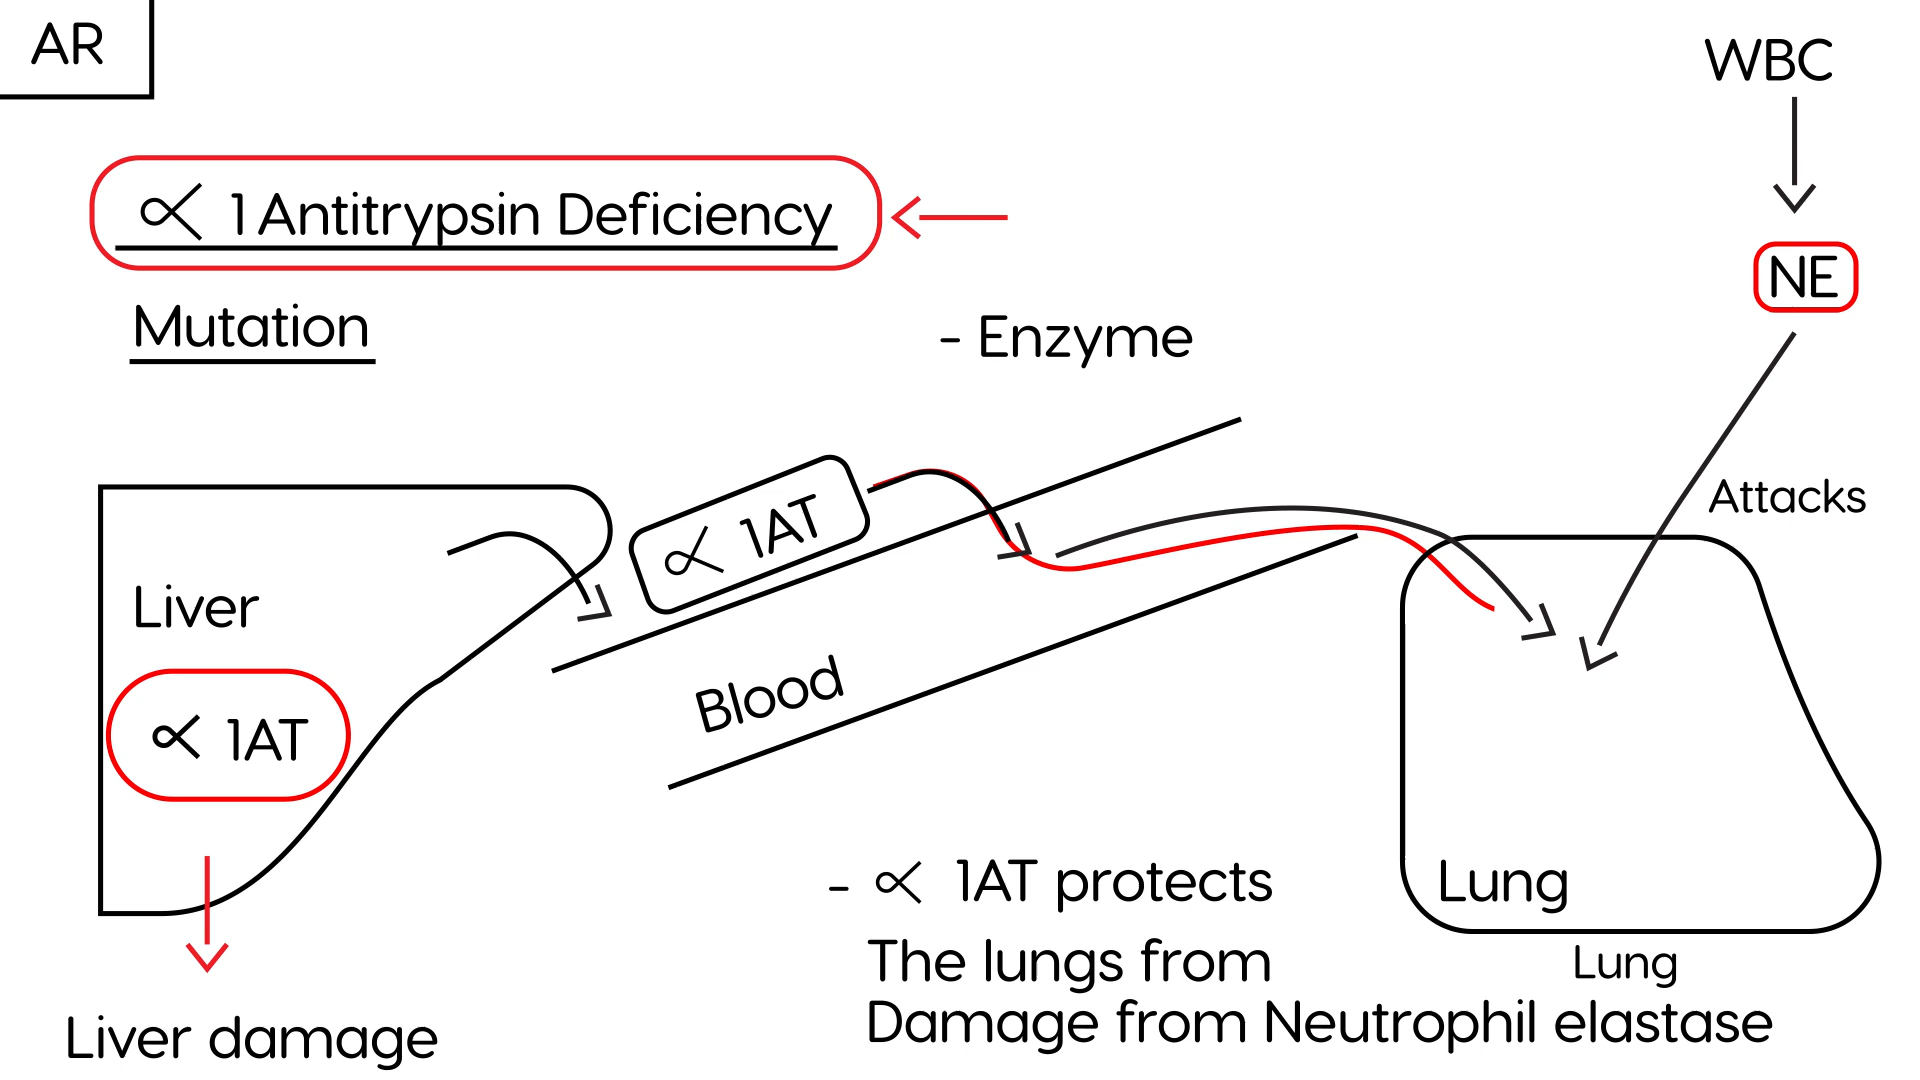 AR
WBC
∝ 1 Antitrypsin Deficiency
NE
Mutation
- Enzyme
Attacks
∝ 1AT
Liver
∝ 1AT
Blood
- ∝ 1AT protects
The lungs from
Damage from Neutrophil elastase
Lung
Lung
Liver damage